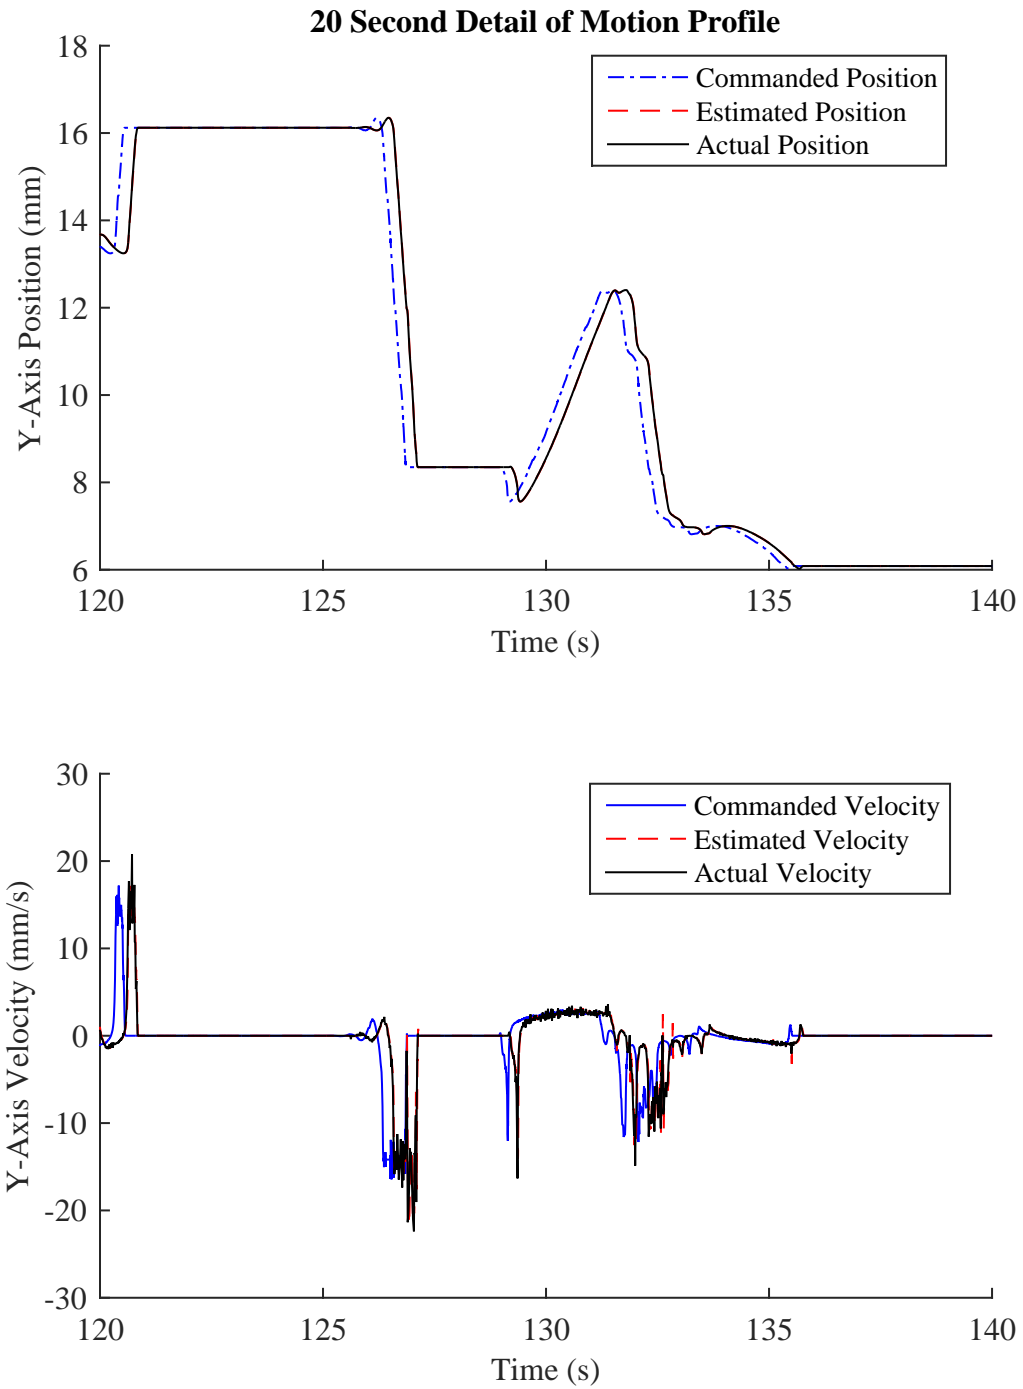 20 Second Detail of Motion Profile
18
16
14
12
10
8
6
Y-Axis Position (mm)
Commanded Position
Estimated Position
Actual Position
120 125 130 135 140
Time (s)
30
20
10
0
-10
-20
-30
Y-Axis Velocity (mm/s)
Commanded Velocity
Estimated Velocity
Actual Velocity
120 125 130 135 140
Time (s)